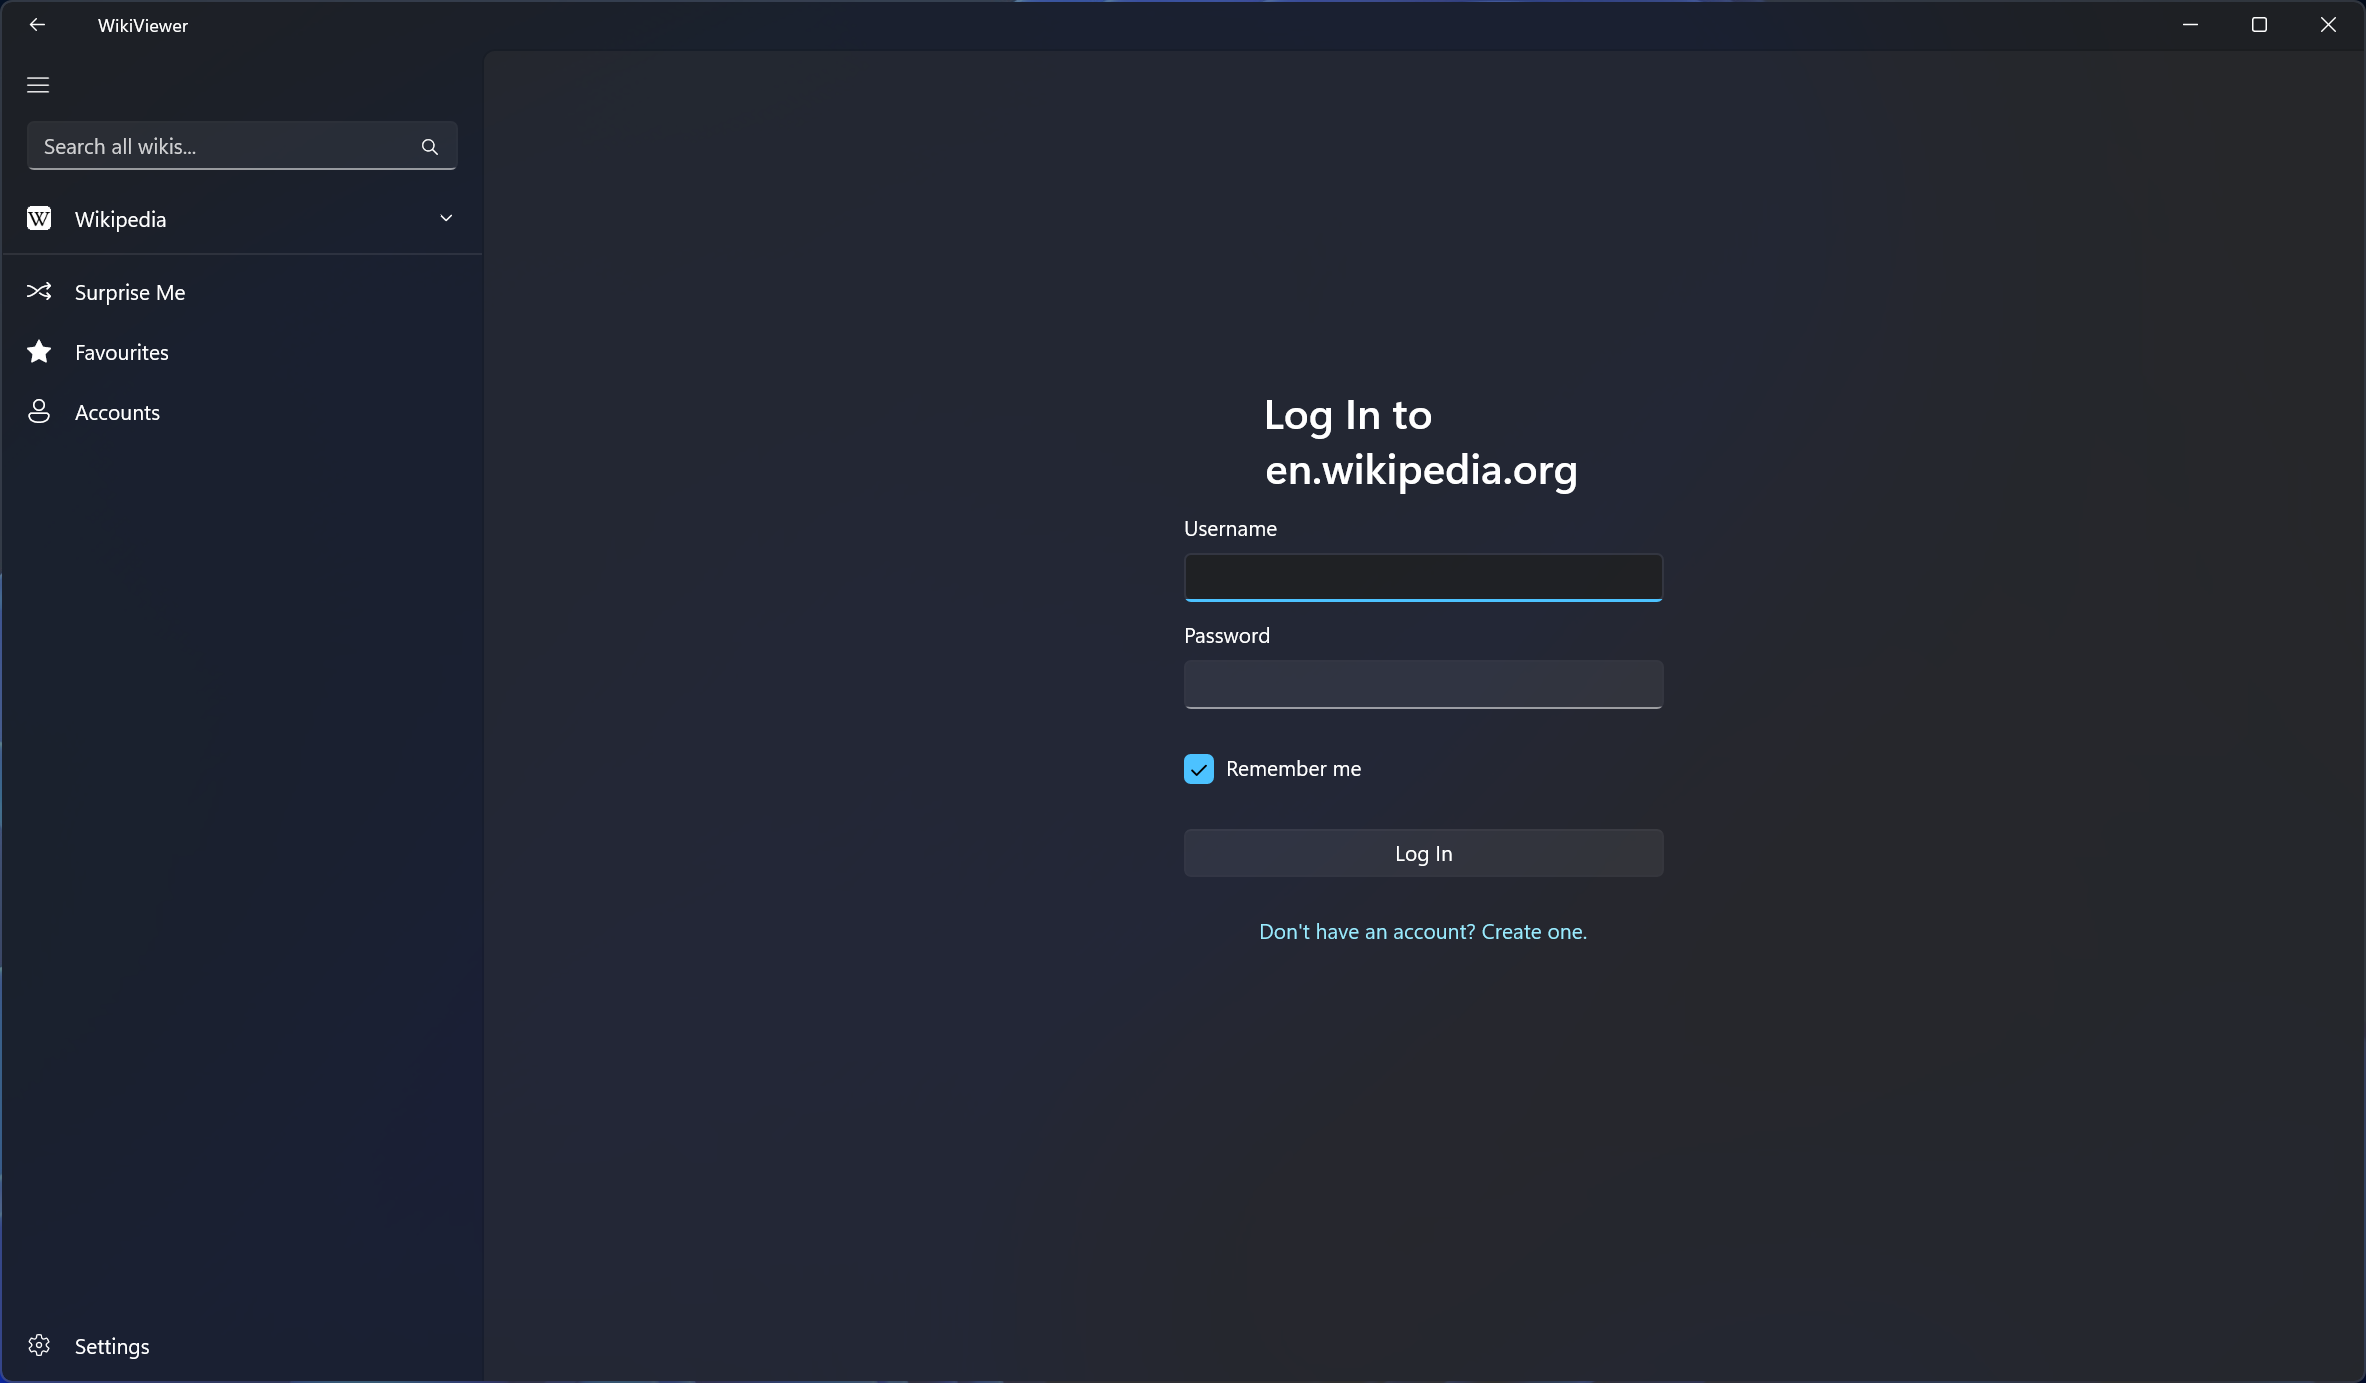 WikiViewer
Search all wikis...
W
Wikipedia
Surprise Me
Favourites
Accounts
Settings
Log In to
en.wikipedia.org
Username
Password
Remember me
Log In
Don't have an account? Create one.